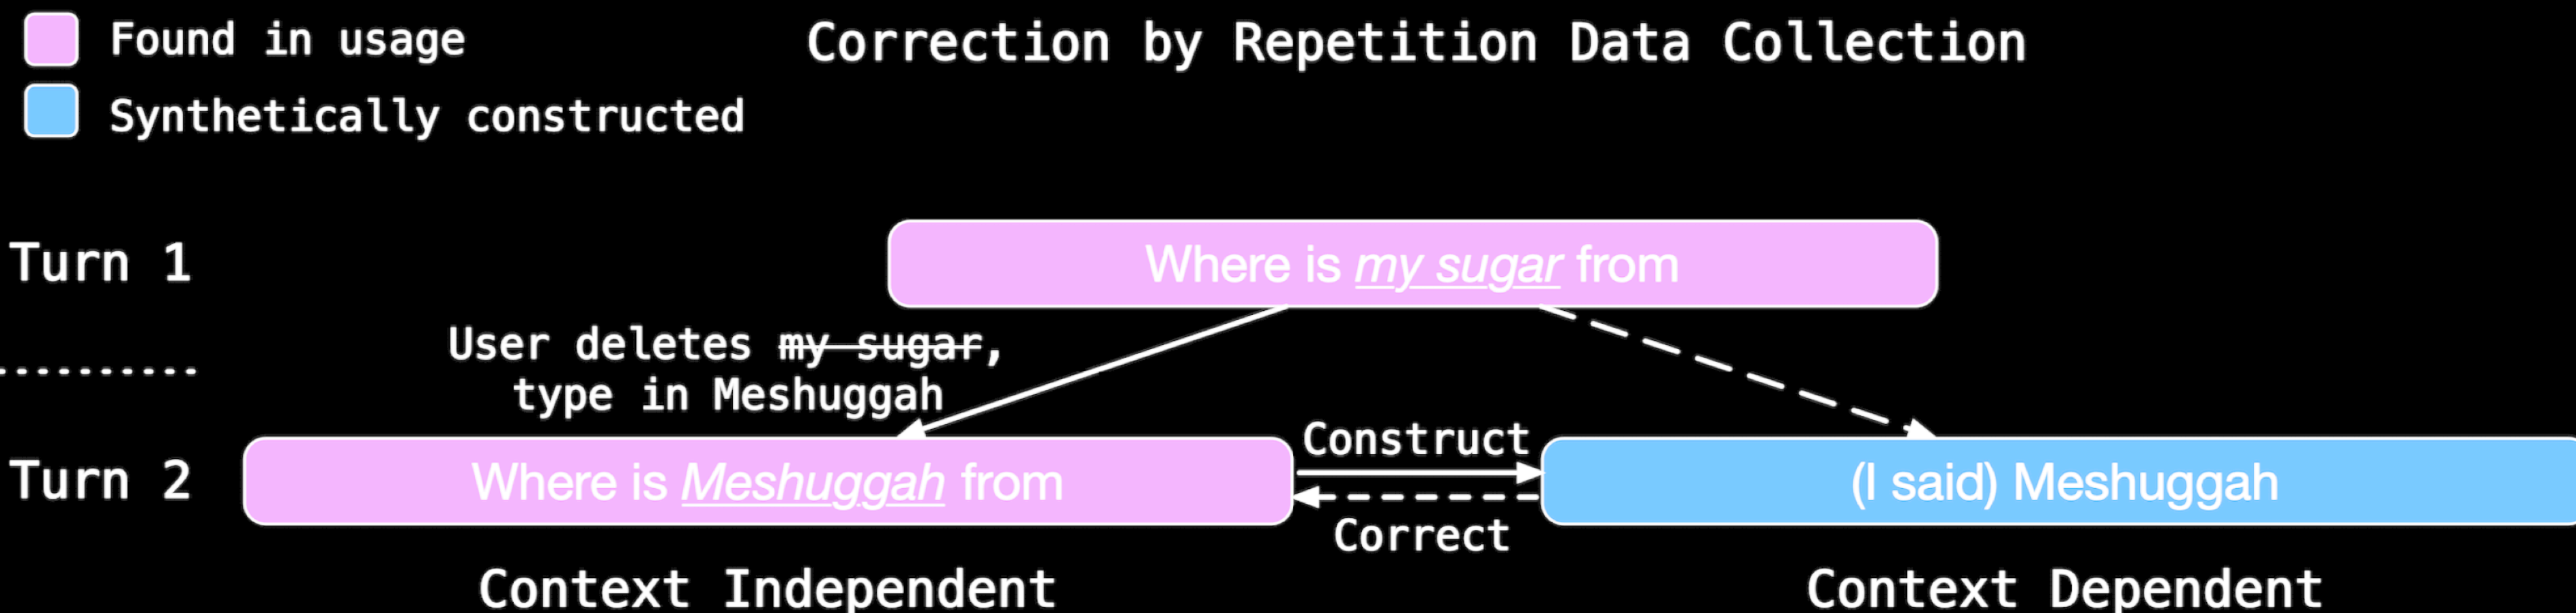 Found in usage
Correction by Repetition Data Collection
Synthetically constructed
Turn 1
Where is my sugar from
User deletes my sugar,
type in Meshuggah
Construct
Turn 2
Where is Meshuggah from
(I said) Meshuggah
Correct
Context Independent
Context Dependent